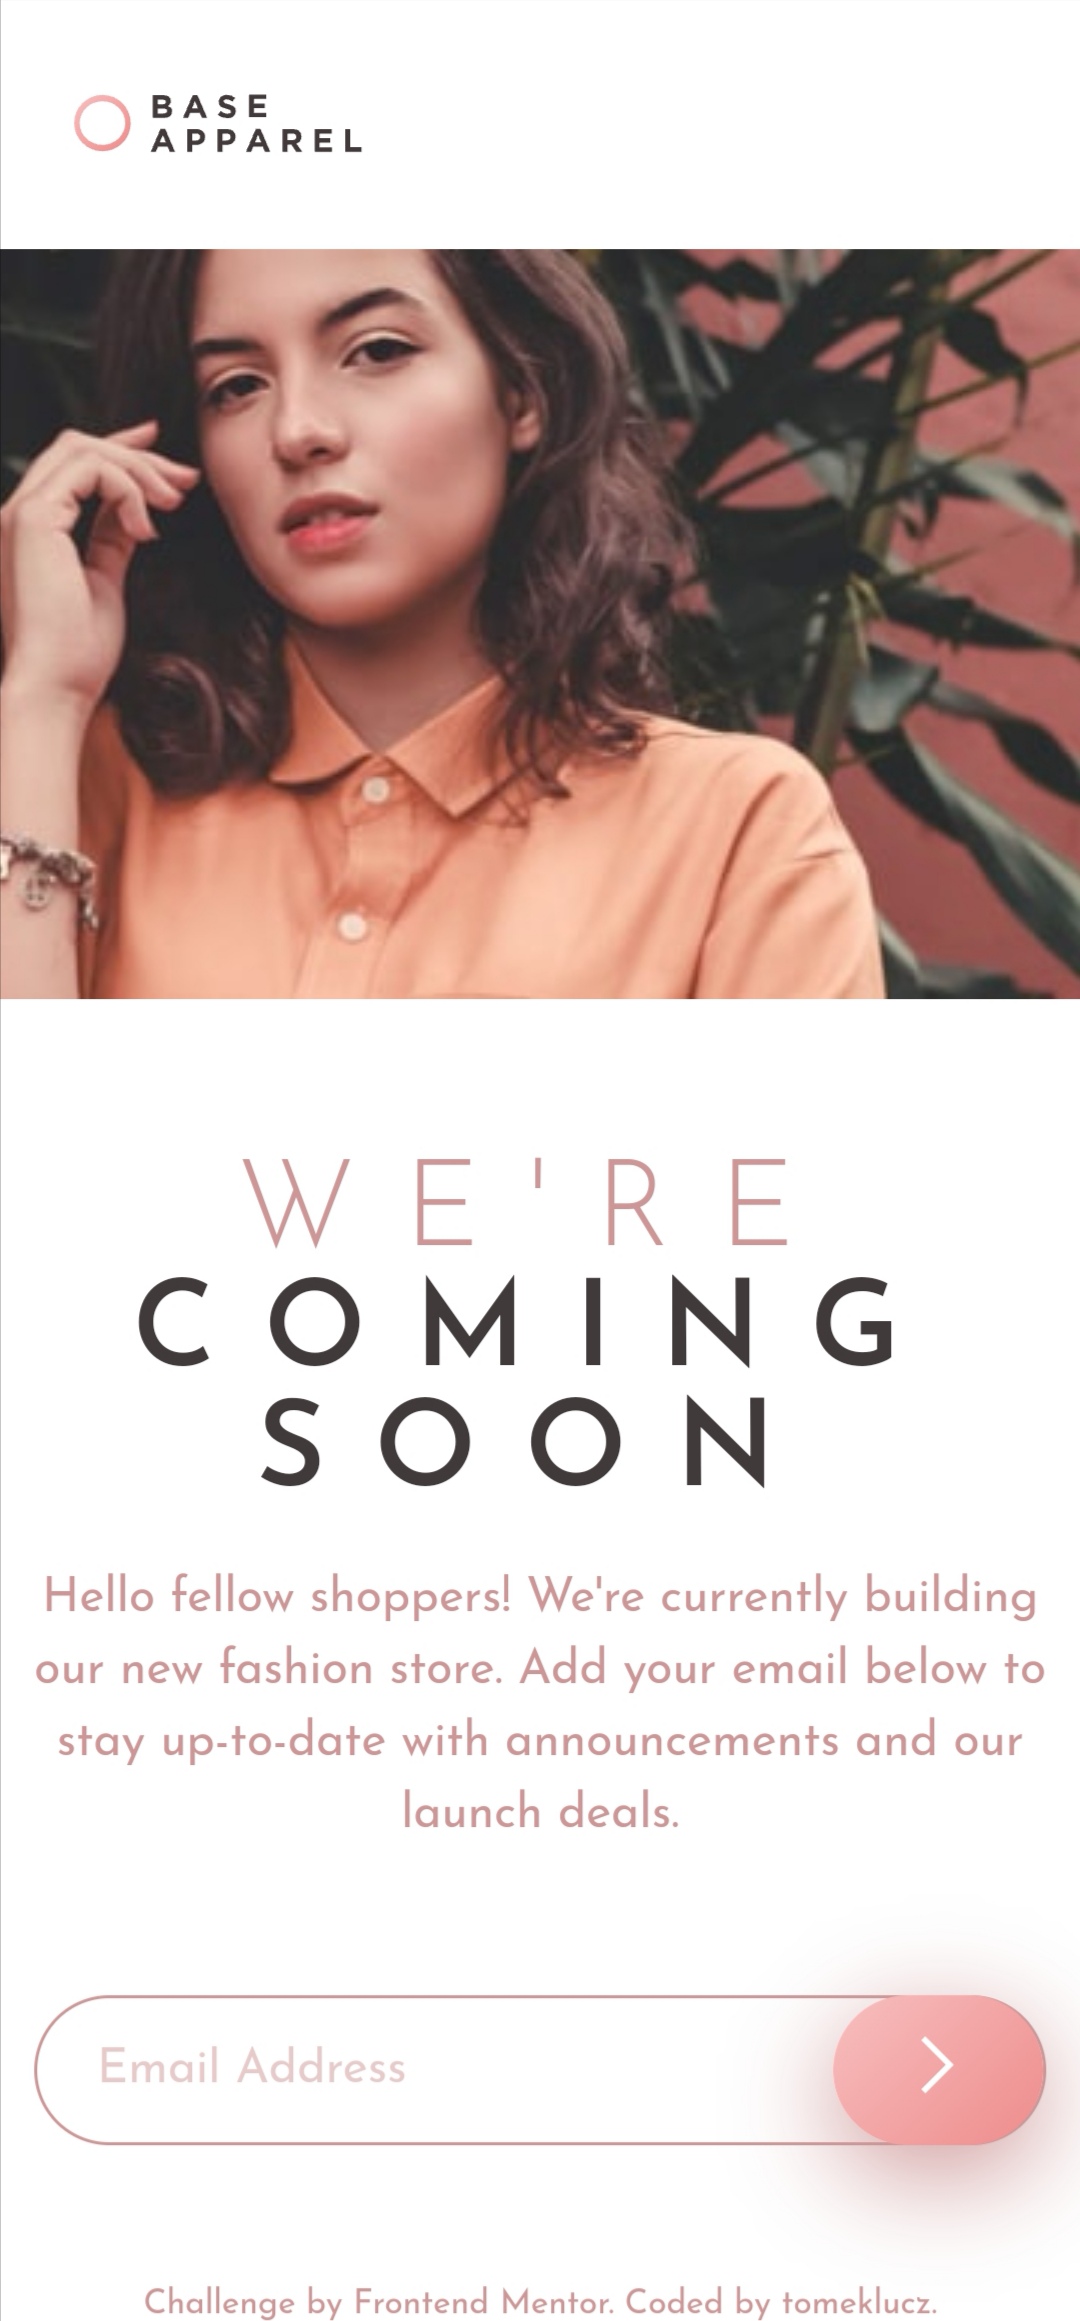 BASE
APPAREL
WE'RE
COMING
SOON
Hello fellow shoppers! We're currently building
our new fashion store. Add your email below to
stay up-to-date with announcements and our
launch deals.
Email Address
Challenge by Frontend Mentor. Coded by tomeklucz.